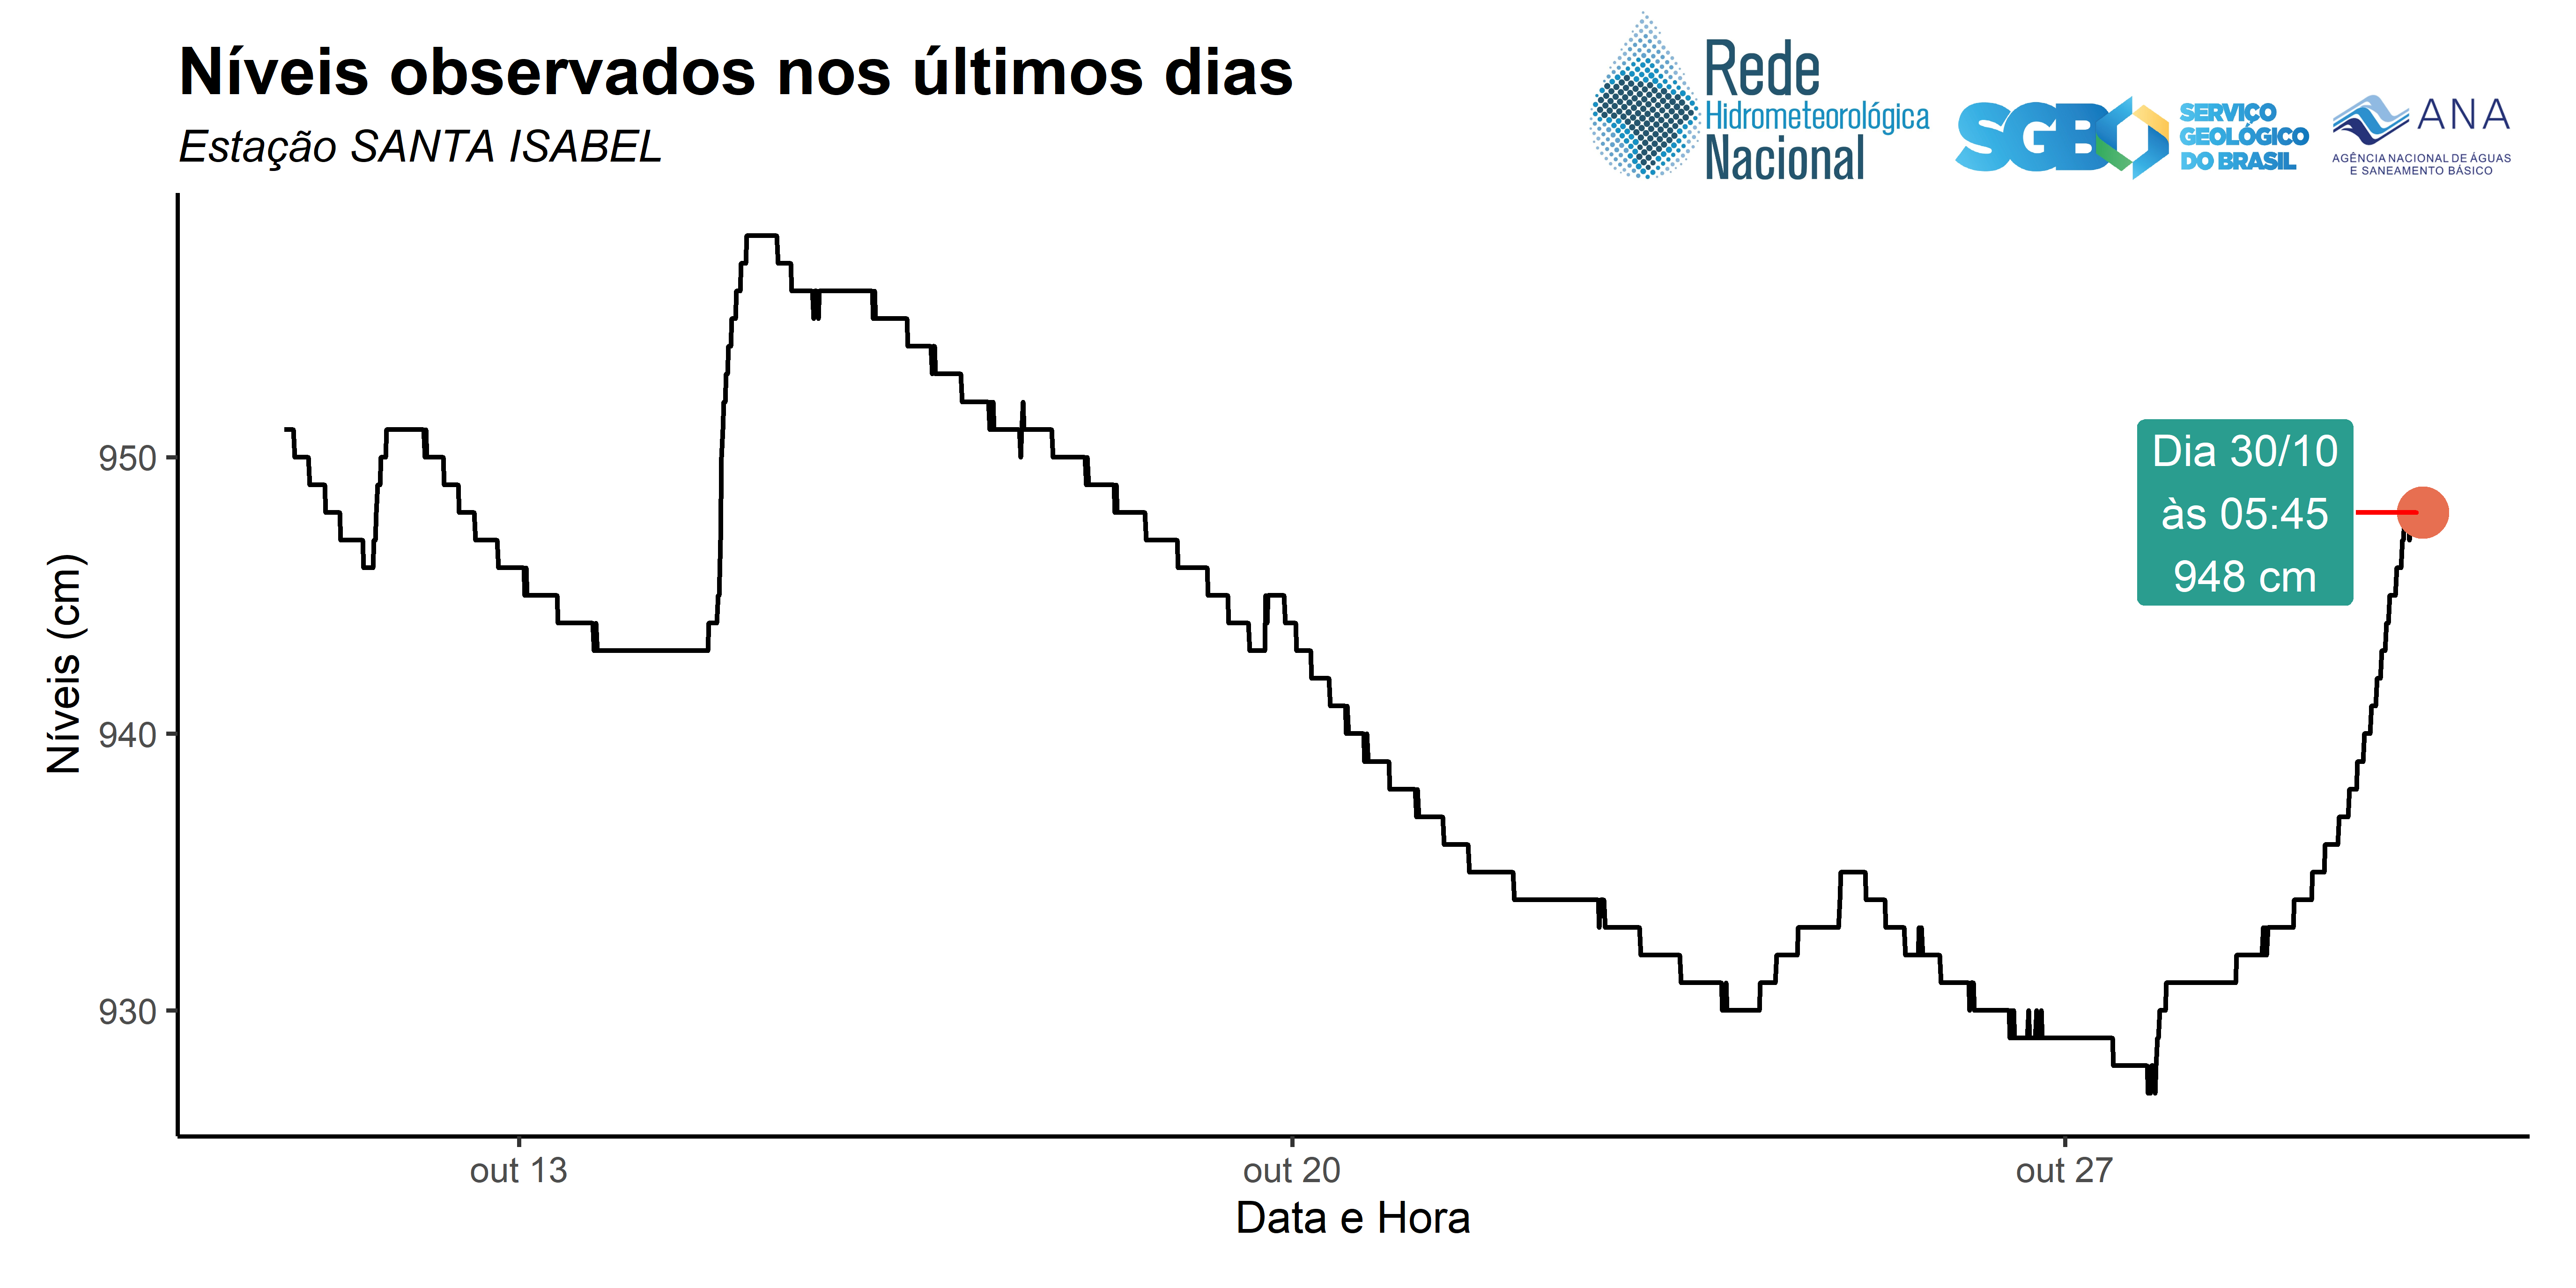 Níveis observados nos últimos dias
Estação SANTA ISABEL
Rede
Hidrometeorológica
Nacional
SGB
SERVIÇO
GEOLÓGICO
DO BRASIL
ANA
AGÊNCIA NACIONAL DE ÁGUAS
E SANEAMENTO BÁSICO
Níveis (cm)
950
940
930
Dia 30/10
às 05:45
948 cm
out 13
out 20
out 27
Data e Hora